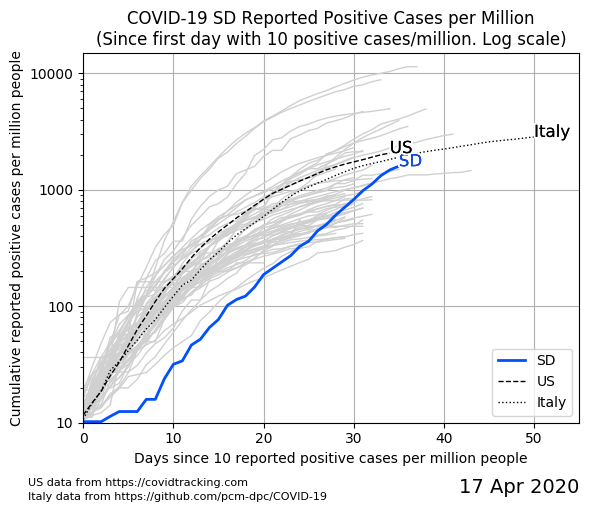 COVID-19 SD Reported Positive Cases per Million
(Since first day with 10 positive cases/million. Log scale)
Cumulative reported positive cases per million people
10000
1000
100
10
US
SD
Italy
SD
US
Italy
0
10
20
30
40
50
Days since 10 reported positive cases per million people
US data from https://covidtracking.com
Italy data from https://github.com/pcm-dpc/COVID-19
17 Apr 2020